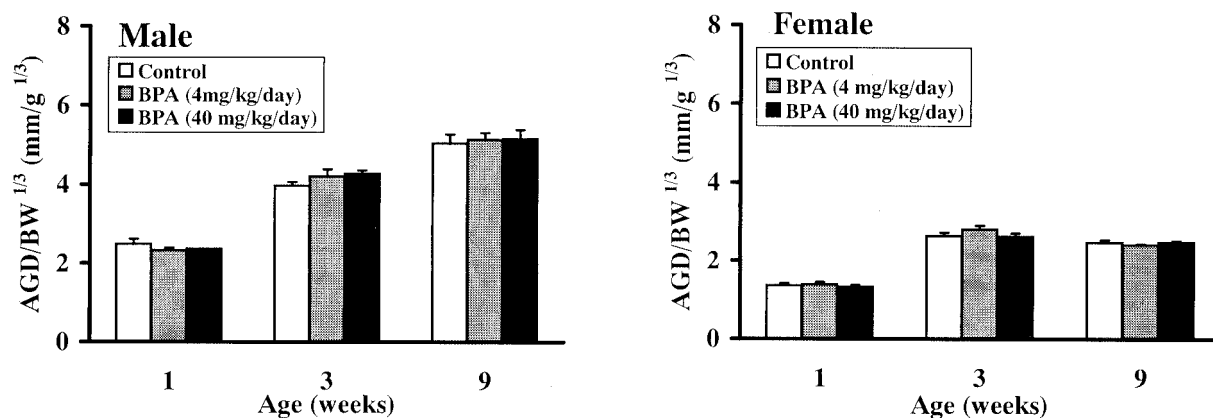 Male
Control
BPA (4mg/kg/day)
BPA (40 mg/kg/day)
AGD/BW 1/3 (mm/g 1/3)
8
6
4
2
0
1 3 9
Age (weeks)
Female
Control
BPA (4 mg/kg/day)
BPA (40 mg/kg/day)
AGD/BW 1/3 (mm/g 1/3)
8
6
4
2
0
1 3 9
Age (weeks)